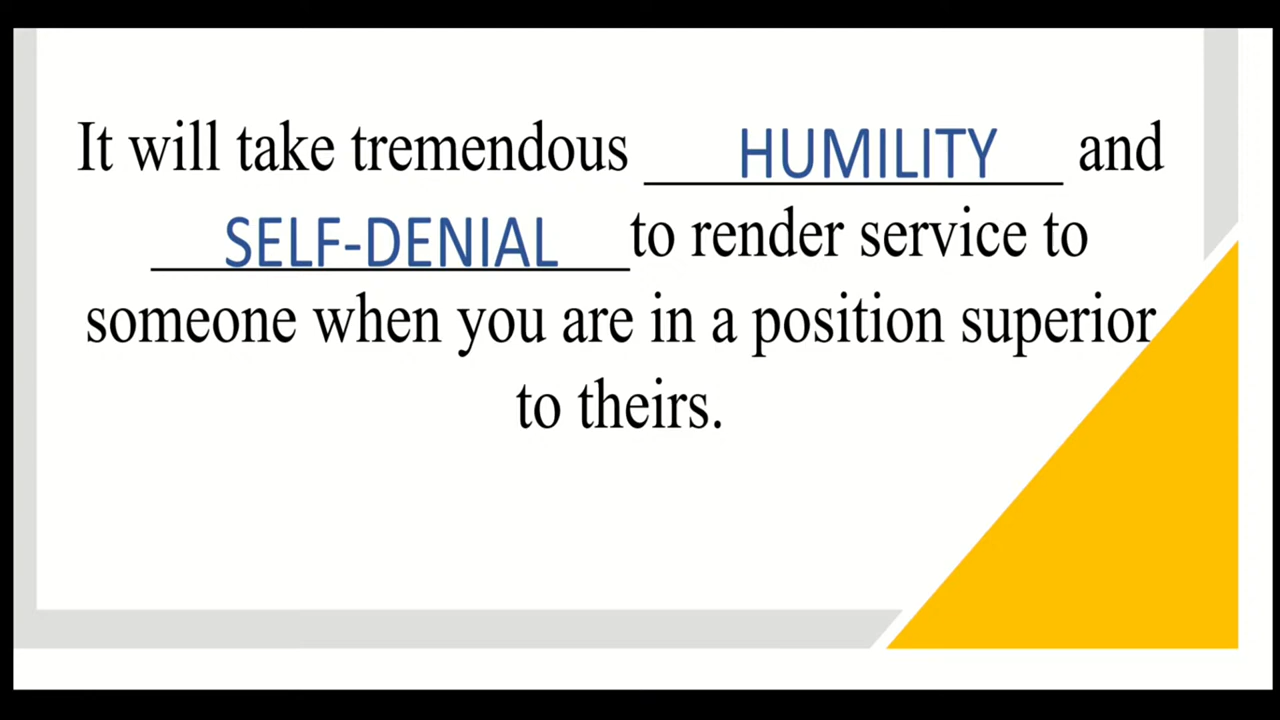 It will take tremendous HUMILITY and
SELF-DENIAL to render service to
someone when you are in a position superior
to theirs.